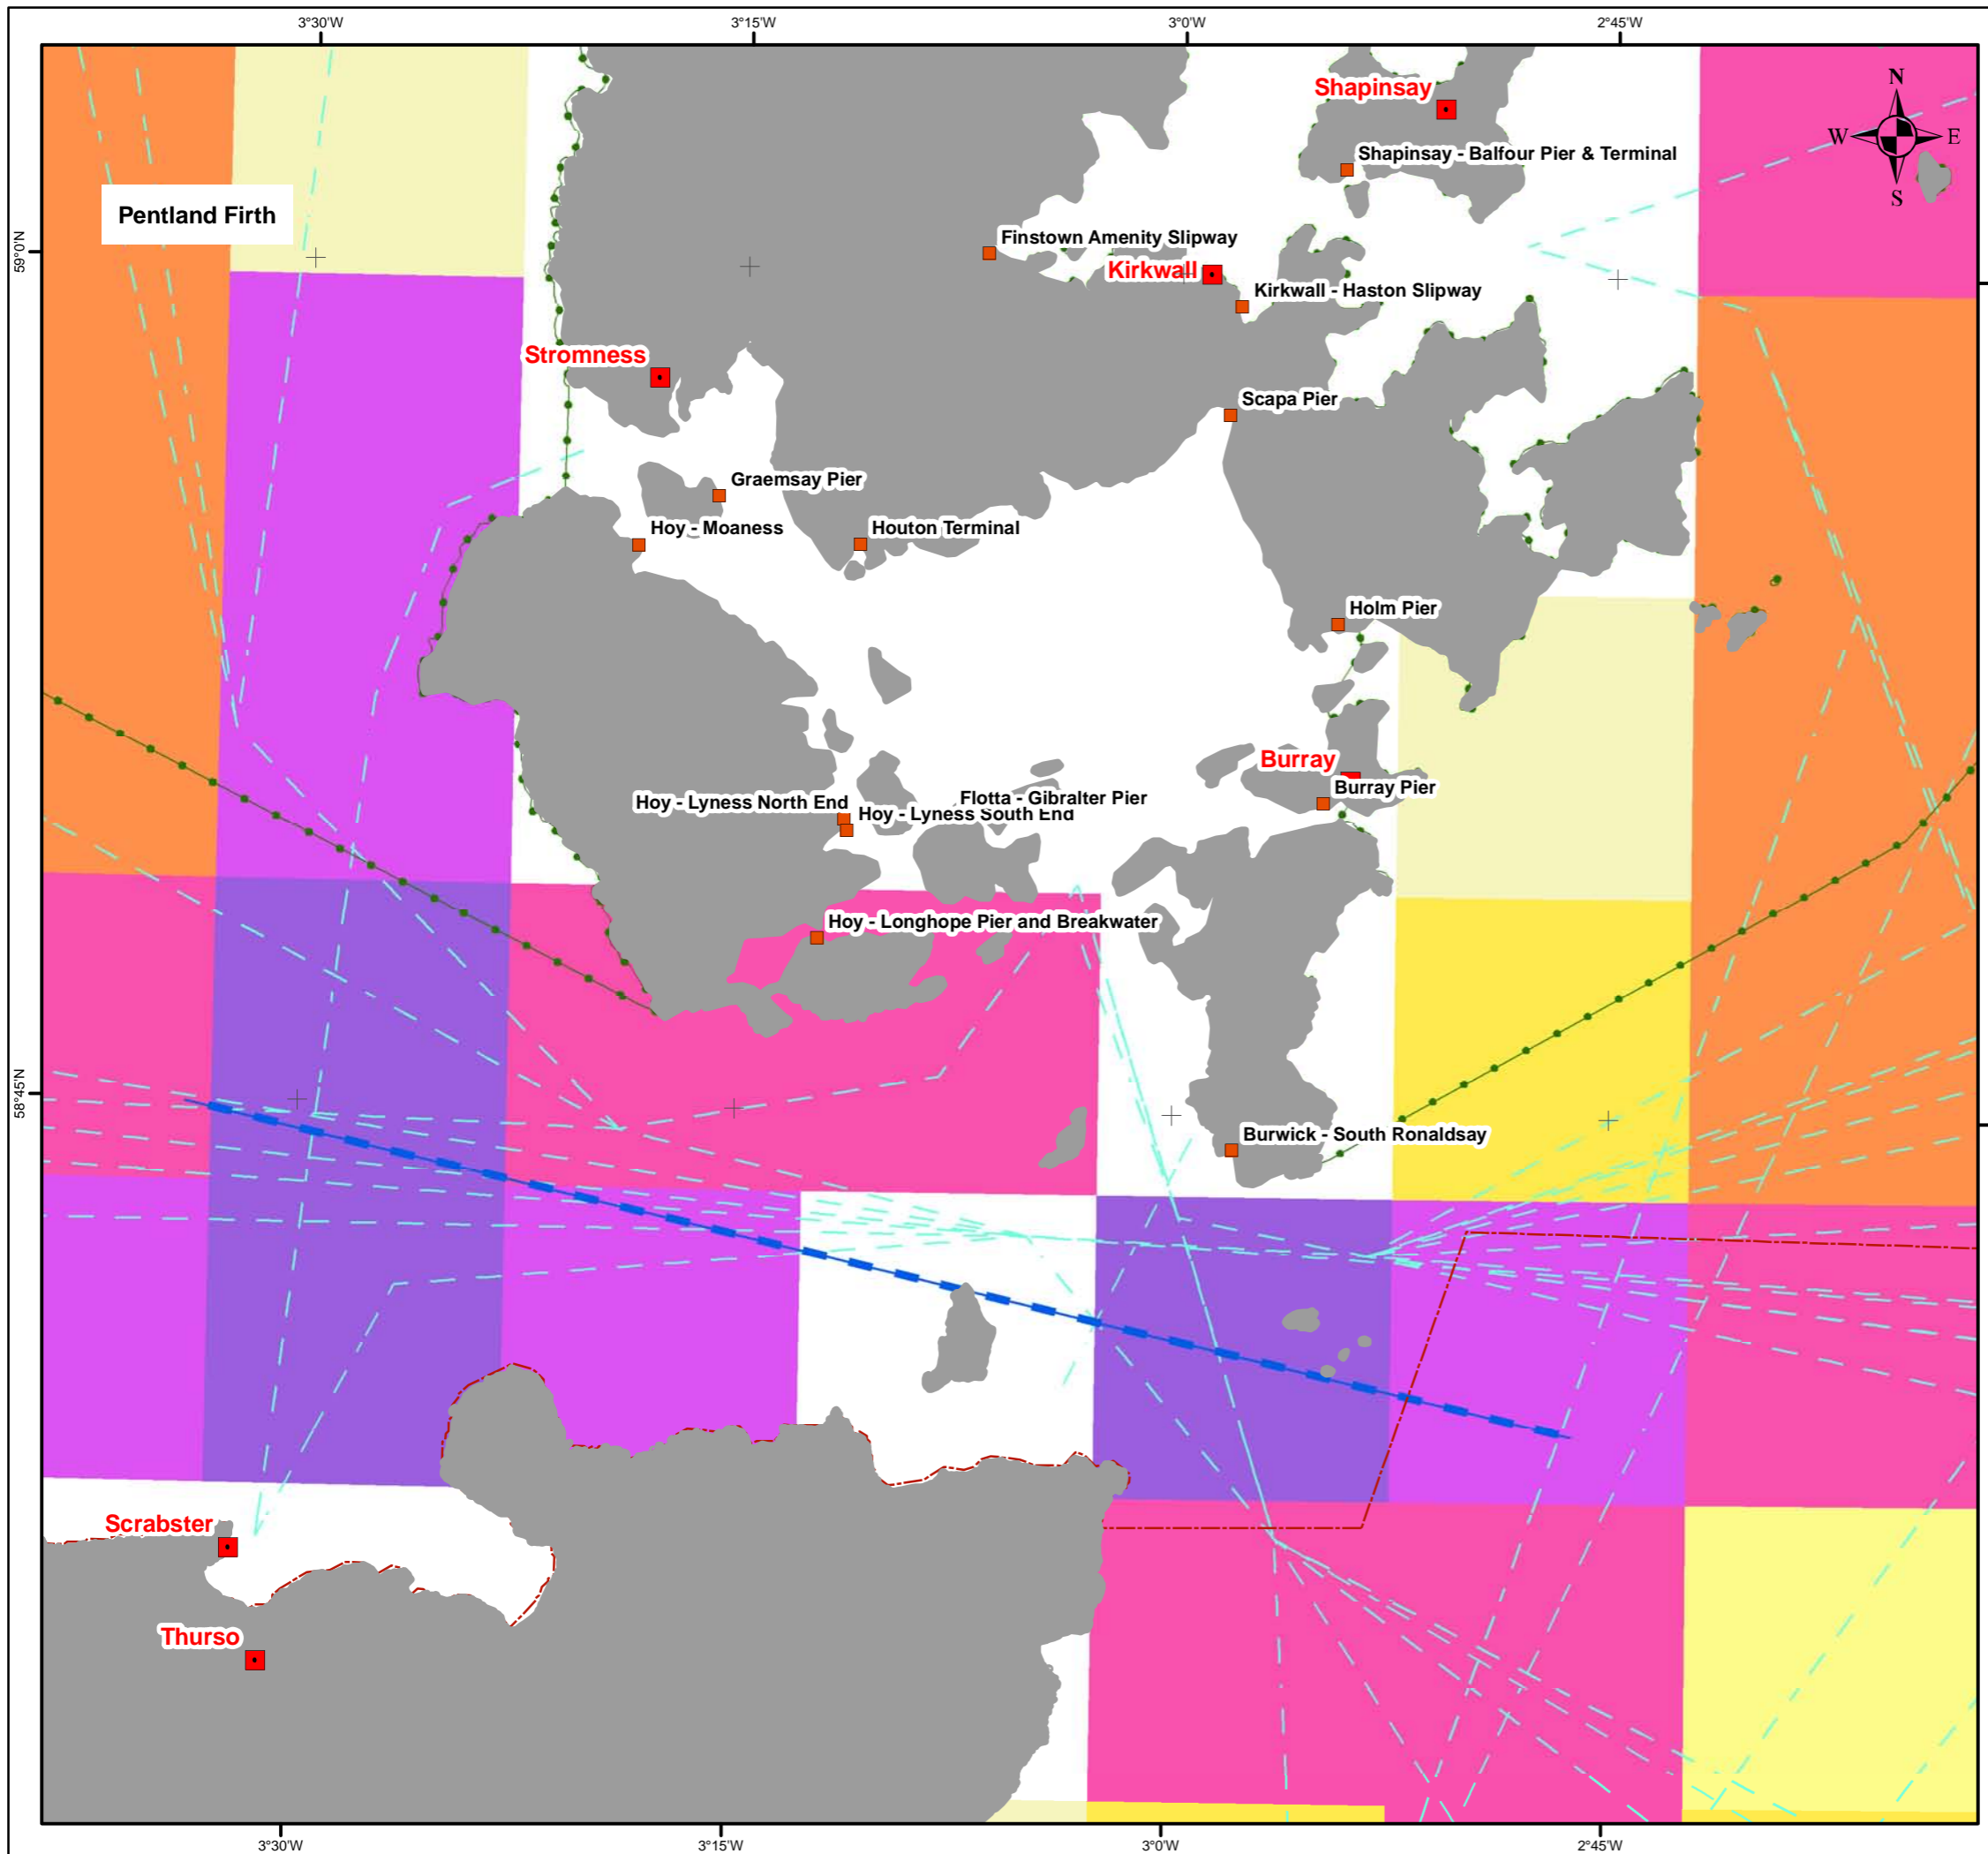 3°30'W
3°15'W
3°0'W
2°45'W
Shapinsay
N
W
E
S
Shapinsay - Balfour Pier & Terminal
Pentland Firth
59°0'N
Finstown Amenity Slipway
Kirkwall
Kirkwall - Haston Slipway
Stromness
Scapa Pier
Graemsay Pier
Hoy - Moaness
Houton Terminal
Holm Pier
Burray
Burray Pier
Hoy - Lyness North End
Flotta - Gibralter Pier
Hoy - Lyness South End
Hoy - Longhope Pier and Breakwater
58°45'N
Burwick - South Ronaldsay
Scrabster
Thurso
3°30'W
3°15'W
3°0'W
2°45'W